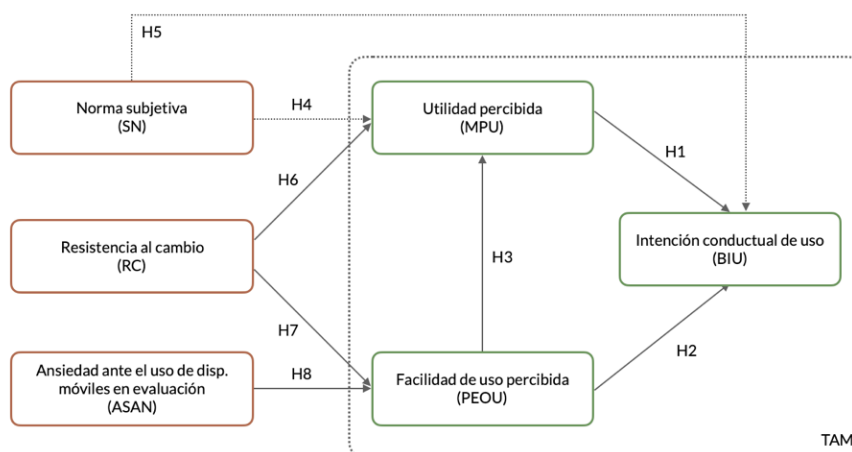 H5
Norma subjetiva
(SN)
H4
Utilidad percibida
(MPU)
H1
H6
Resistencia al cambio
(RC)
H3
Intención conductual de uso
(BIU)
H7
H2
Ansiedad ante el uso de disp.
móviles en evaluación
(ASAN)
H8
Facilidad de uso percibida
(PEOU)
TAM